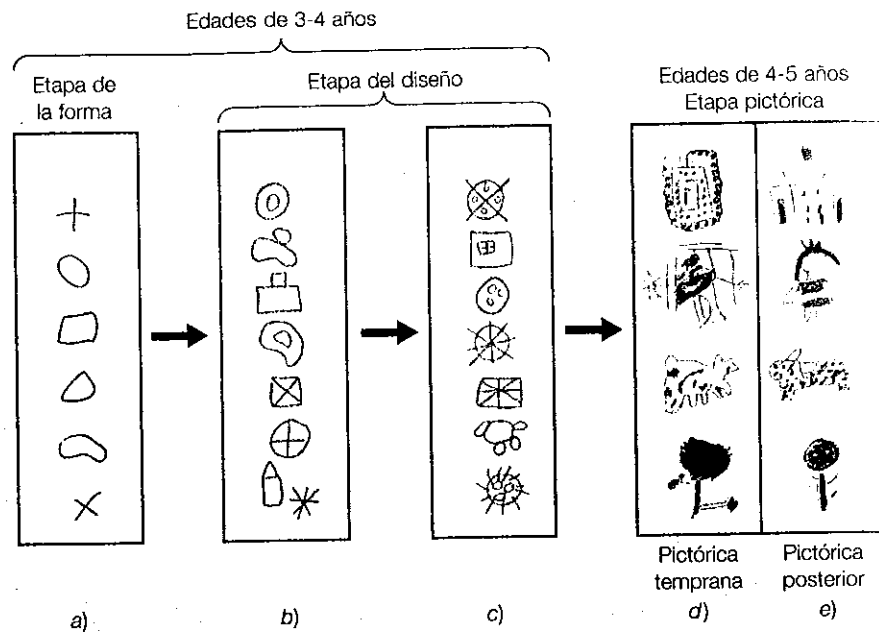 Edades de 3-4 años
Etapa de
la forma
Etapa del diseño
Edades de 4-5 años
Etapa pictórica
Pictórica
temprana
Pictórica
posterior
a)
b)
c)
d)
e)